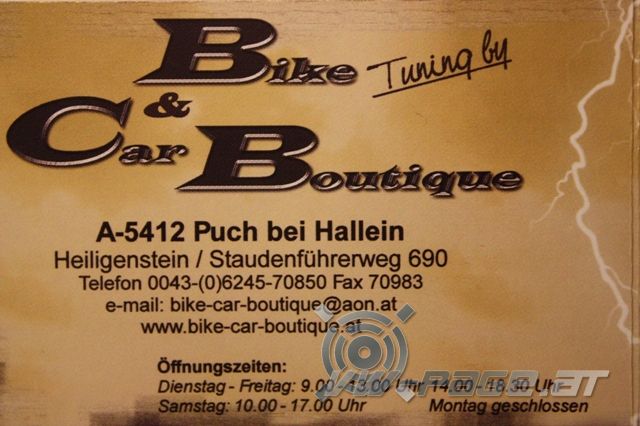 Bike Tuning by
& Car Boutique
A-5412 Puch bei Hallein
Heiligenstein / Staudenführerweg 690
Telefon 0043-(0)6245-70850 Fax 70983
e-mail: bike-car-boutique@aon.at
www.bike-car-boutique.at
Öffnungszeiten:
Dienstag - Freitag: 9.00 - 13.00 Uhr 14.00 - 18.30 Uhr
Samstag: 10.00 - 17.00 Uhr Montag geschlossen